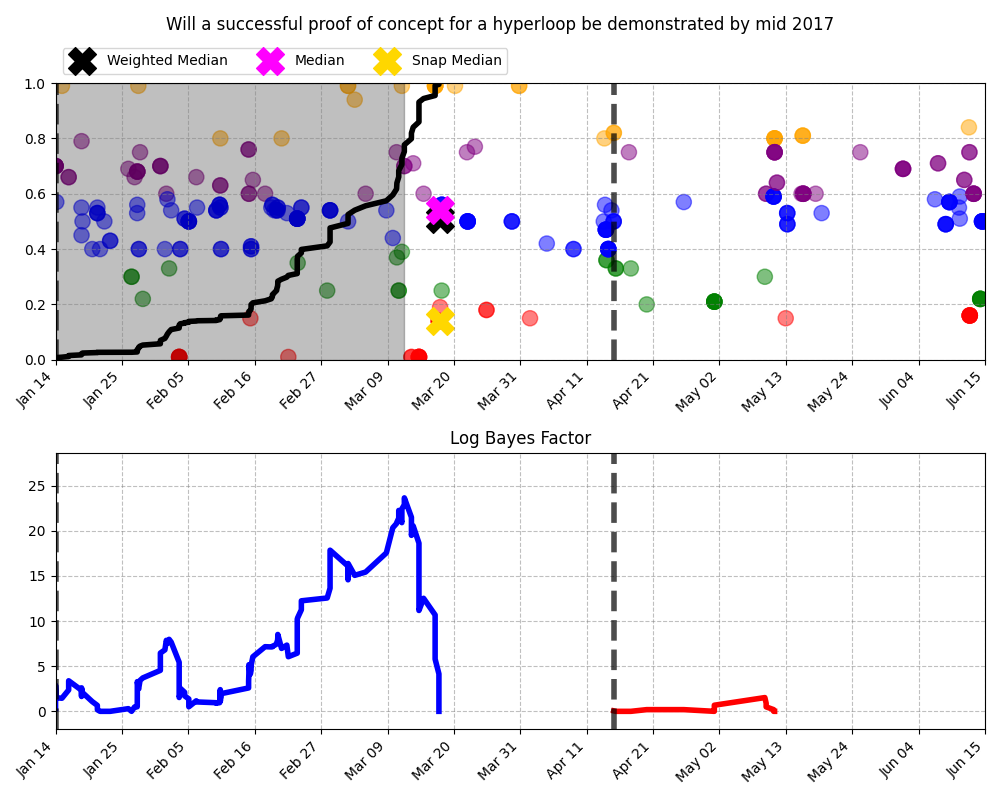 Will a successful proof of concept for a hyperloop be demonstrated by mid 2017
Weighted Median Median Snap Median
1.0
0.8
0.6
0.4
0.2
0.0
Jan 14 Jan 25 Feb 05 Feb 16 Feb 27 Mar 09 Mar 20 Mar 31 Apr 11 Apr 21 May 02 May 13 May 24 Jun 04 Jun 15
Log Bayes Factor
25
20
15
10
5
0
Jan 14 Jan 25 Feb 05 Feb 16 Feb 27 Mar 09 Mar 20 Mar 31 Apr 11 Apr 21 May 02 May 13 May 24 Jun 04 Jun 15